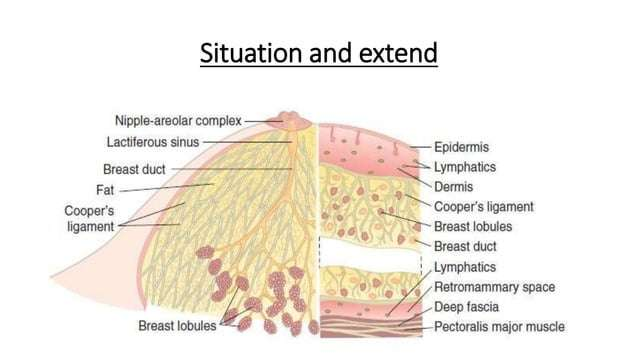 Situation and extend
Nipple-areolar complex
Lactiferous sinus
Breast duct
Fat
Cooper's
ligament
Breast lobules
Epidermis
Lymphatics
Dermis
Cooper's ligament
Breast lobules
Breast duct
Lymphatics
Retromammary space
Deep fascia
Pectoralis major muscle